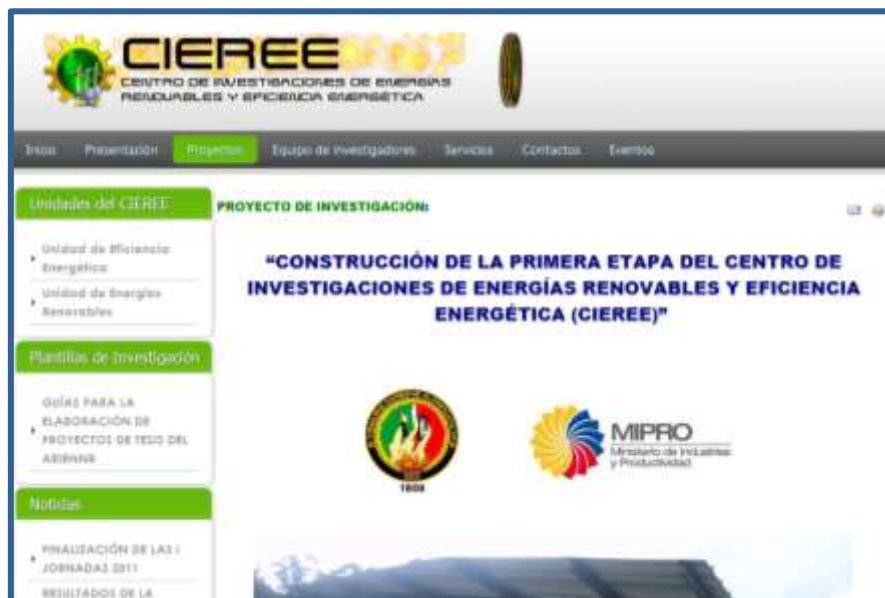 CIEREE
CENTRO DE INVESTIGACIONES DE ENERGÍAS
RENOVABLES Y EFICIENCIA ENERGÉTICA
Inicio Presentación Proyectos Equipo de Investigadores Servicios Contactos Eventos
Unidades del CIEREE
Unidad de Eficiencia
Energética
Unidad de Energías
Renovables
Plantillas de Investigación
GUÍAS PARA LA
ELABORACIÓN DE
PROYECTOS DE TESIS DEL
AEIRNNR
Noticias
FINALIZACIÓN DE LAS I
JORNADAS 2011
RESULTADOS DE LA
PROYECTO DE INVESTIGACIÓN:
“CONSTRUCCIÓN DE LA PRIMERA ETAPA DEL CENTRO DE
INVESTIGACIONES DE ENERGÍAS RENOVABLES Y EFICIENCIA
ENERGÉTICA (CIEREE)”
1859
MIPRO
Ministerio de Industrias
y Productividad